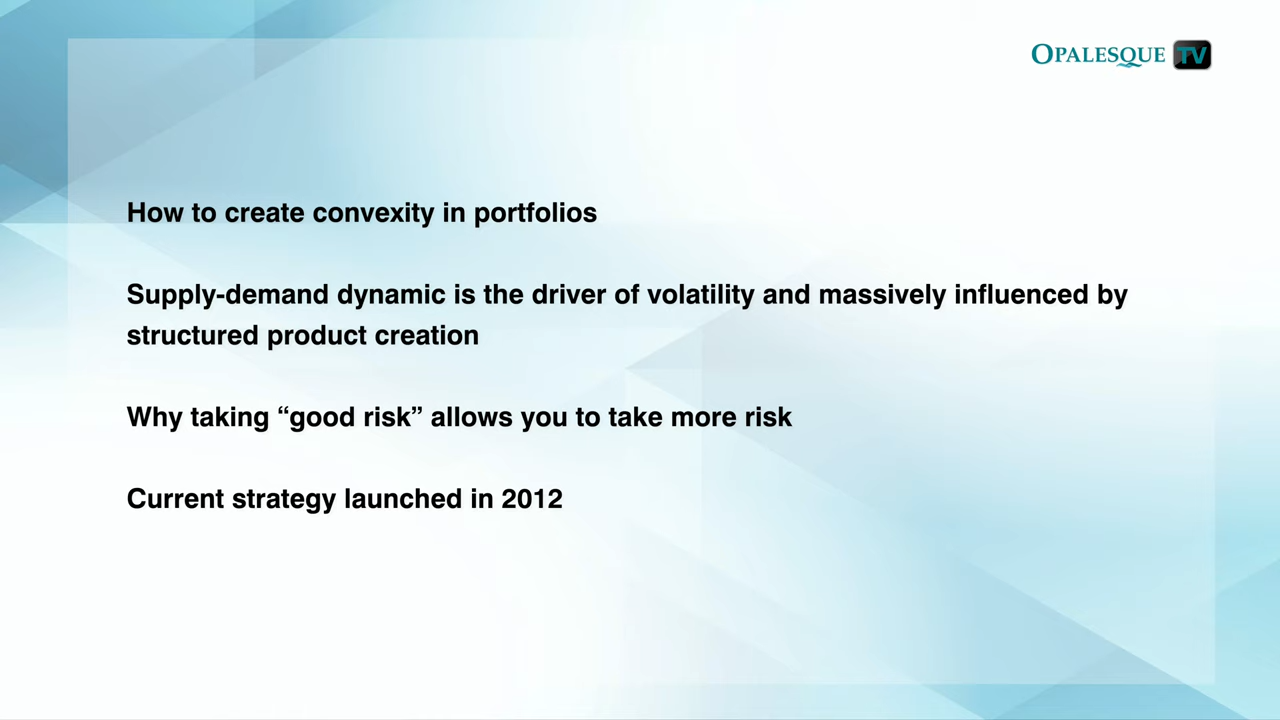 OPALESQUE TV
How to create convexity in portfolios
Supply-demand dynamic is the driver of volatility and massively influenced by
structured product creation
Why taking “good risk” allows you to take more risk
Current strategy launched in 2012